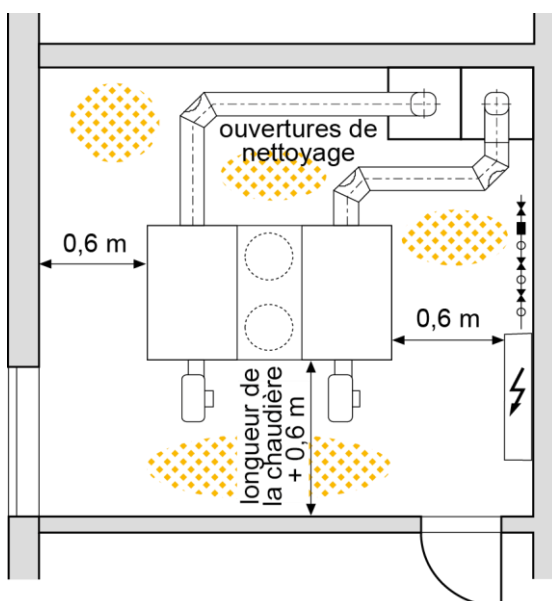 ouvertures de
nettoyage
0,6 m
0,6 m
longueur de
la chaudière
+ 0,6 m